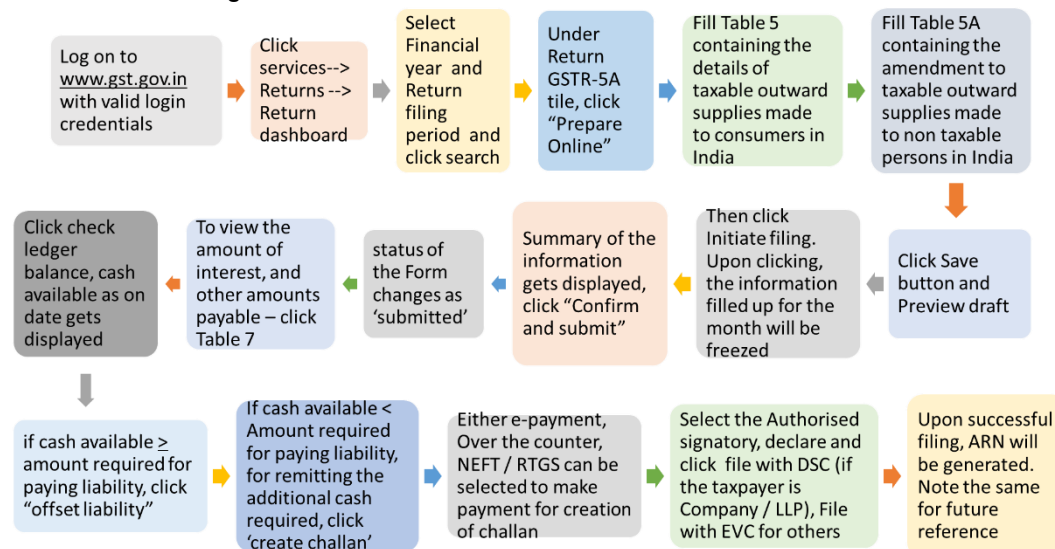 Log on to
www.gst.gov.in
with valid login
credentials
Click
services-->
Returns -->
Return
dashboard
Select
Financial
year and
Return
filing
period and
click search
Under
Return
GSTR-5A
tile, click
“Prepare
Online”
Fill Table 5
containing the
details of
taxable outward
supplies made
to consumers in
India
Fill Table 5A
containing the
amendment to
taxable outward
supplies made
to non taxable
persons in India
Click Save
button and
Preview draft
Then click
Initiate filing.
Upon clicking,
the information
filled up for the
month will be
freezed
Summary of the
information
gets displayed,
click “Confirm
and submit”
status of
the Form
changes as
‘submitted’
To view the
amount of
interest, and
other amounts
payable – click
Table 7
Click check
ledger
balance, cash
available as on
date gets
displayed
if cash available ≥
amount required for
paying liability, click
“offset liability”
If cash available <
Amount required
for paying liability,
for remitting the
additional cash
required, click
‘create challan’
Either e-payment,
Over the counter,
NEFT / RTGS can be
selected to make
payment for creation
of challan
Select the Authorised
signatory, declare and
click file with DSC (if
the taxpayer is
Company / LLP), File
with EVC for others
Upon successful
filing, ARN will
be generated.
Note the same
for future
reference